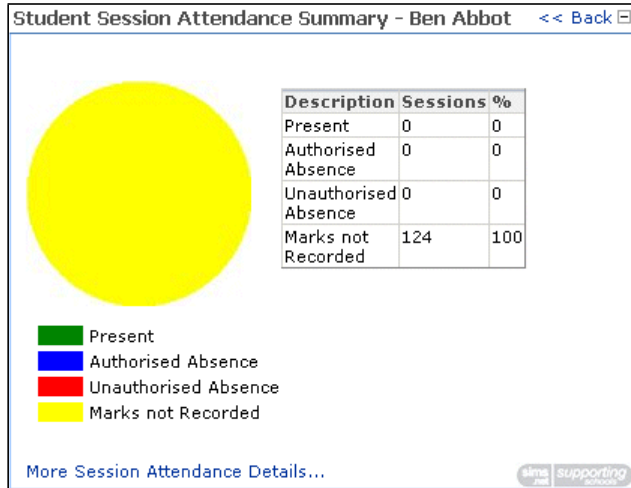 Student Session Attendance Summary - Ben Abbot << Back
Description Sessions %
Present 0 0
Authorised 0 0
Absence
Unauthorised 0 0
Absence
Marks not 124 100
Recorded
Present
Authorised Absence
Unauthorised Absence
Marks not Recorded
More Session Attendance Details...
sims supporting
.net schools